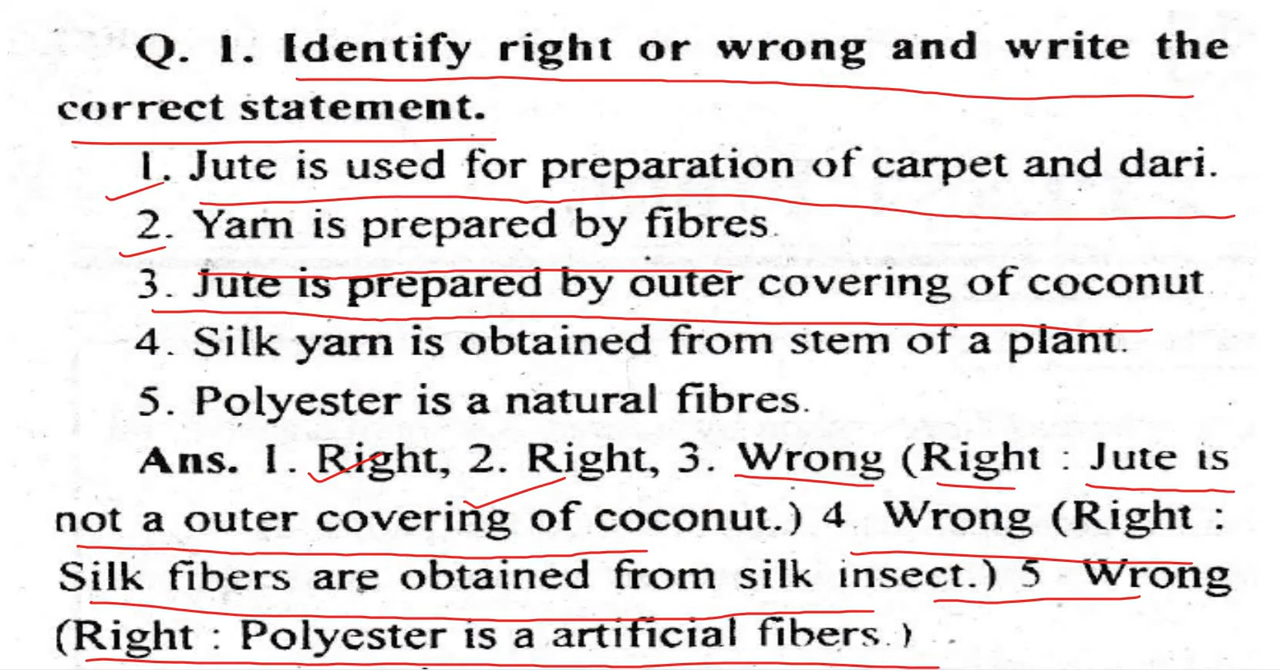 Q. 1. Identify right or wrong and write the
correct statement.
1. Jute is used for preparation of carpet and dari.
2. Yarn is prepared by fibres.
3. Jute is prepared by outer covering of coconut
4. Silk yarn is obtained from stem of a plant.
5. Polyester is a natural fibres.
Ans. 1. Right, 2. Right, 3. Wrong (Right : Jute is
not a outer covering of coconut.) 4 Wrong (Right :
Silk fibers are obtained from silk insect.) 5 Wrong
(Right : Polyester is a artificial fibers.)